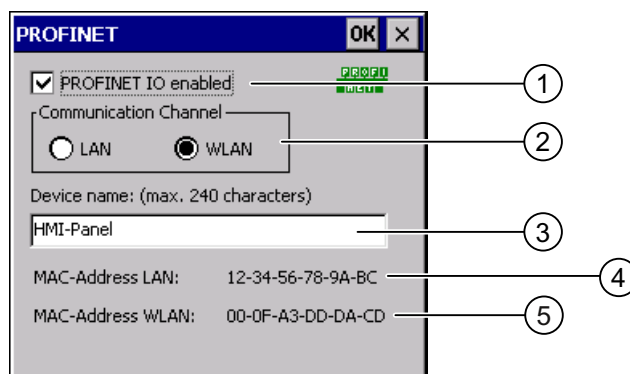 PROFINET OK ×
PROFINET IO enabled
PROFI
NET
1
Communication Channel
LAN WLAN
2
Device name: (max. 240 characters)
HMI-Panel
3
MAC-Address LAN: 12-34-56-78-9A-BC
4
MAC-Address WLAN: 00-0F-A3-DD-DA-CD
5